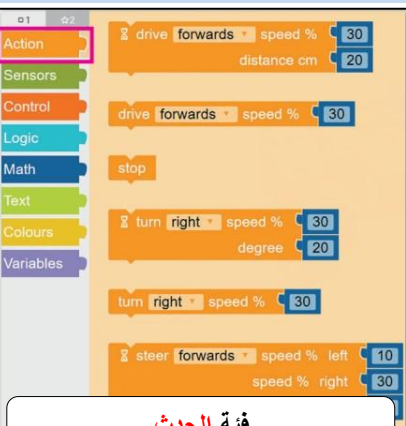 1 2
Action
Sensors
Control
Logic
Math
Text
Colours
Variables
drive forwards speed % 30
distance cm 20
drive forwards speed % 30
stop
turn right speed % 30
degree 20
turn right speed % 30
steer forwards speed % left 10
speed % right 30
فئة الحدث